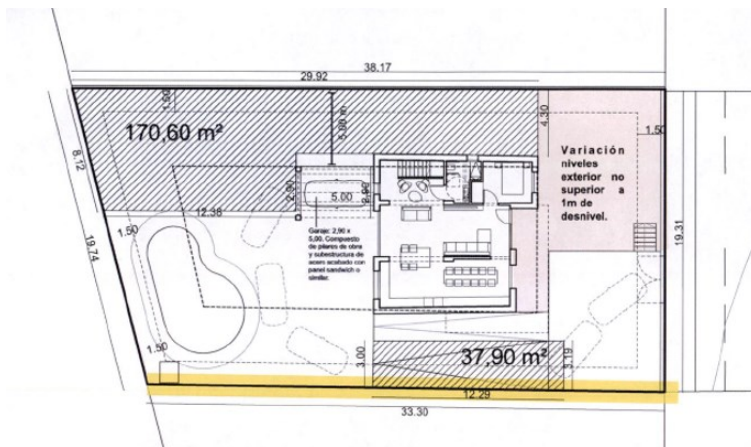 38.17
29.92
1.50
5.00 m
4.30
170,60 m²
Variación
niveles
exterior no
superior a
1m de
desnivel.
1.50
8.12
2.90
5.00
2.90
12.38
Garaje: 2,90 x
5,00. Compuesto
de pilares de obra
y subestructura de
acero acabado con
panel sandwich o
similar.
19.31
1.50
19.74
1.50
3.00
37,90 m²
3.19
12.29
33.30